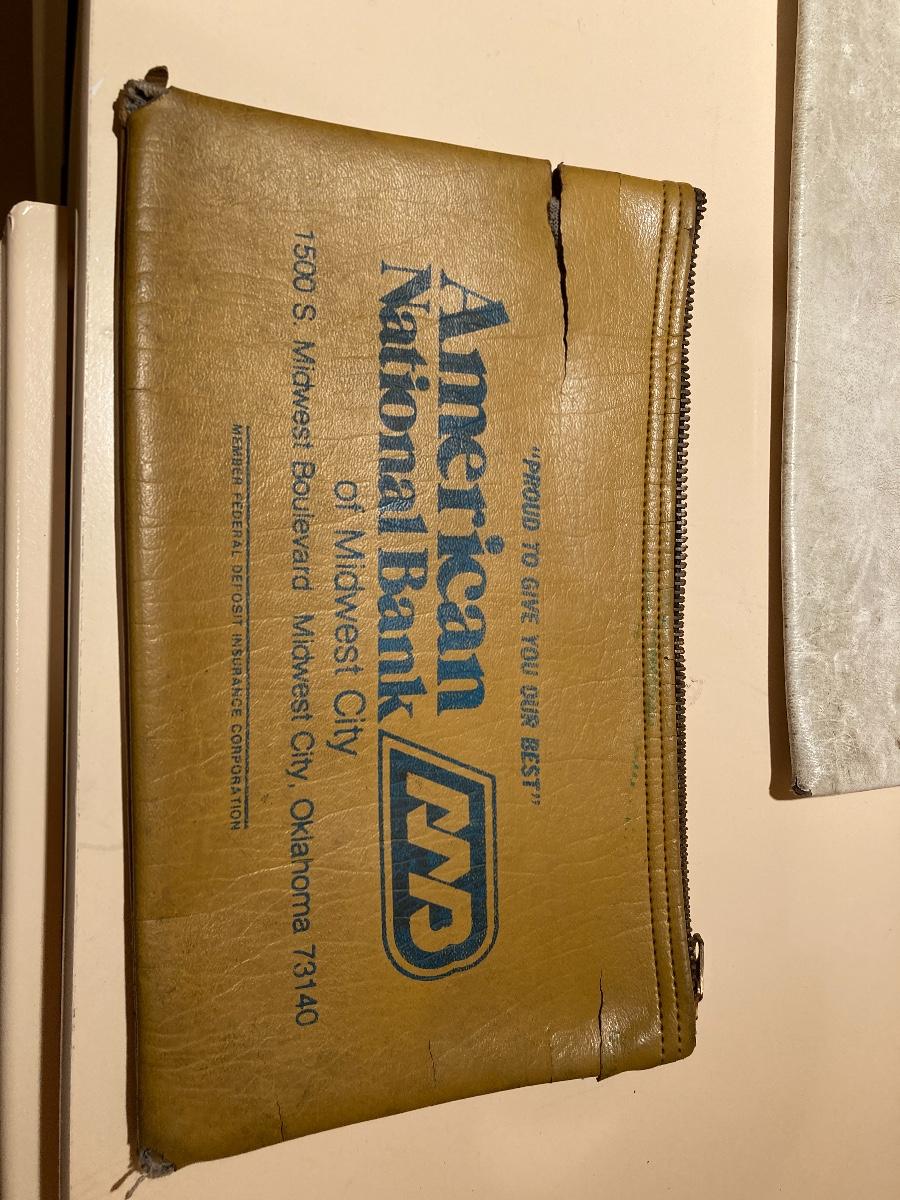 "PROUD TO GIVE YOU OUR BEST"
American
National Bank
of Midwest City
1500 S. Midwest Boulevard Midwest City, Oklahoma 73140
MEMBER FEDERAL DEPOSIT INSURANCE CORPORATION